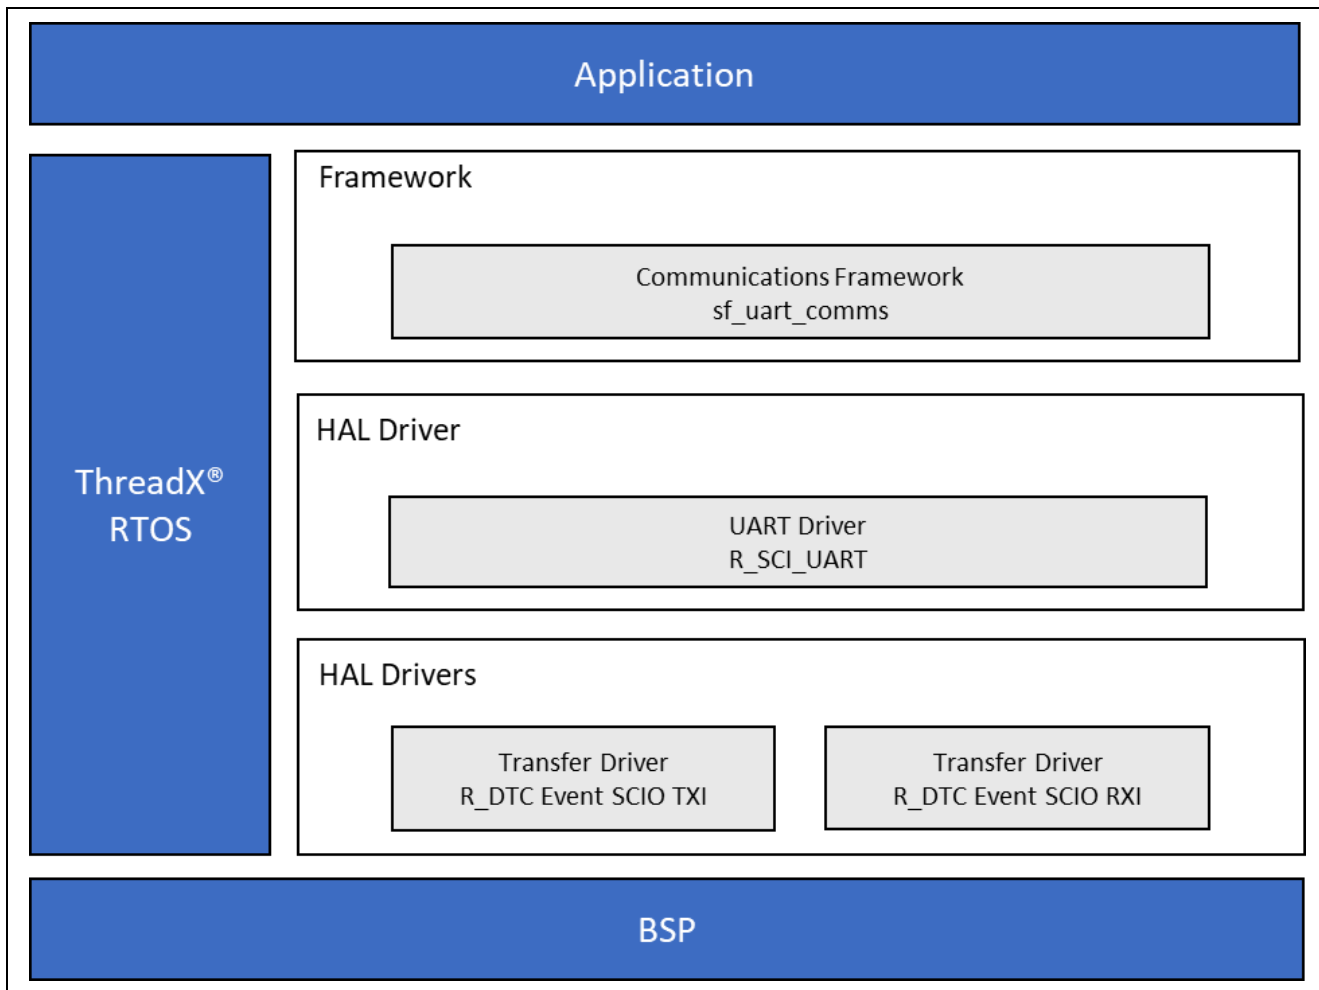 Application
Framework
Communications Framework
sf_uart_comms
ThreadX®
RTOS
HAL Driver
UART Driver
R_SCI_UART
HAL Drivers
Transfer Driver
R_DTC Event SCIO TXI
Transfer Driver
R_DTC Event SCIO RXI
BSP